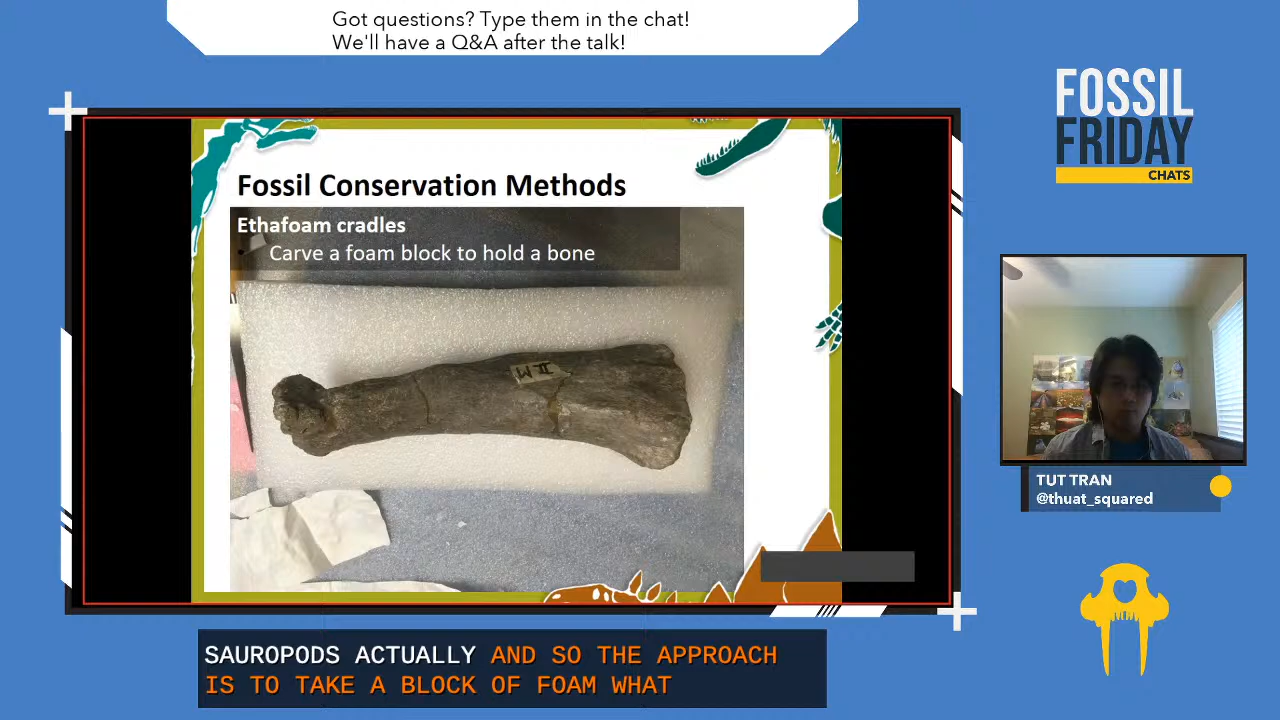 Got questions? Type them in the chat!
We'll have a Q&A after the talk!
FOSSIL
FRIDAY
CHATS
Fossil Conservation Methods
Ethafoam cradles
• Carve a foam block to hold a bone
TUT TRAN
@thuat_squared
SAUROPODS ACTUALLY AND SO THE APPROACH
IS TO TAKE A BLOCK OF FOAM WHAT